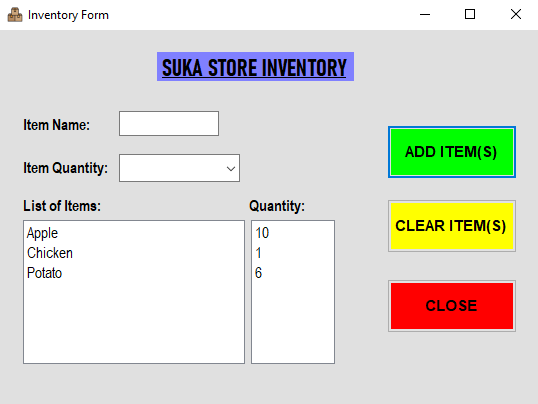 Inventory Form
SUKA STORE INVENTORY
Item Name:
Item Quantity:
ADD ITEM(S)
List of Items:
Quantity:
Apple 10
Chicken 1
Potato 6
CLEAR ITEM(S)
CLOSE